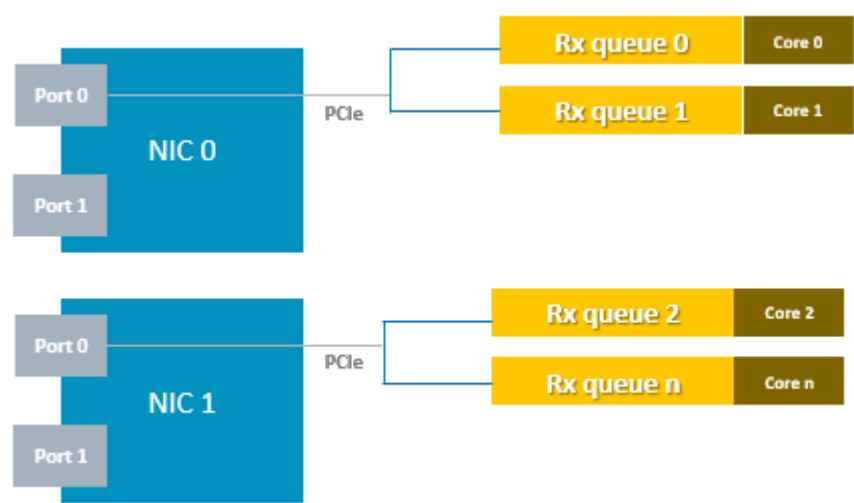 Rx queue 0
Core 0
Port 0
PCIe
Rx queue 1
Core 1
NIC 0
Port 1
Rx queue 2
Core 2
Port 0
PCIe
Rx queue n
Core n
NIC 1
Port 1